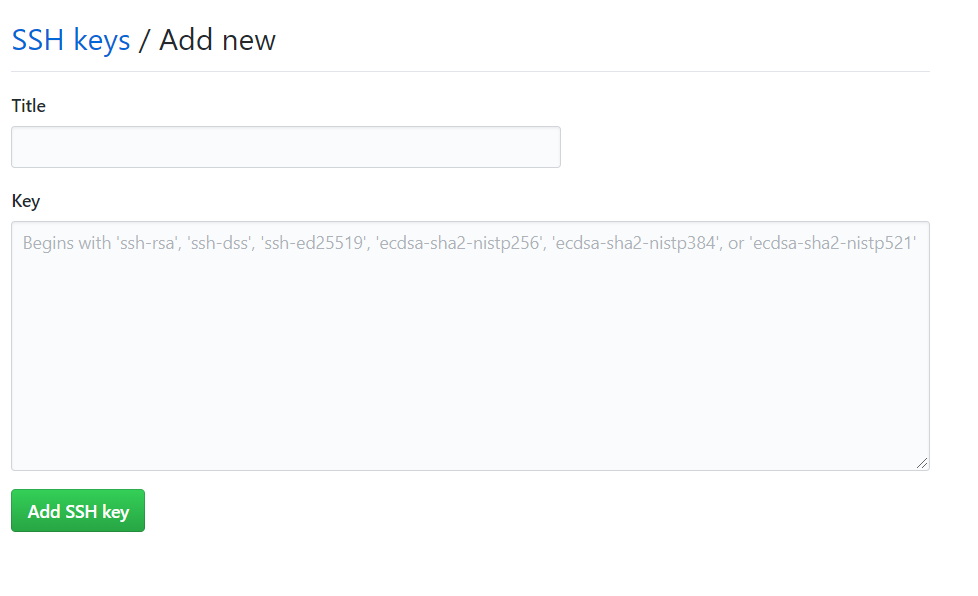 SSH keys / Add new
Title
Key
Begins with 'ssh-rsa', 'ssh-dss', 'ssh-ed25519', 'ecdsa-sha2-nistp256', 'ecdsa-sha2-nistp384', or 'ecdsa-sha2-nistp521'
Add SSH key